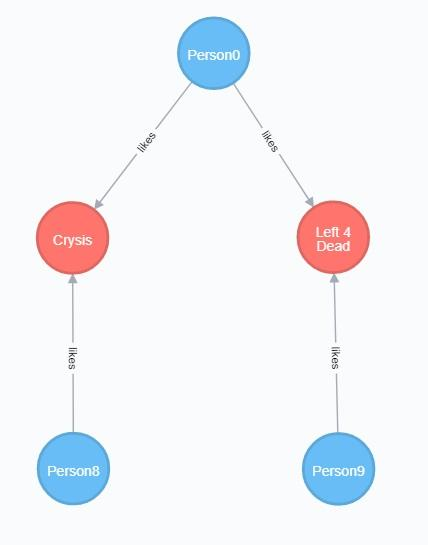 Person0
likes
likes
Crysis
Left 4
Dead
likes
likes
Person8
Person9